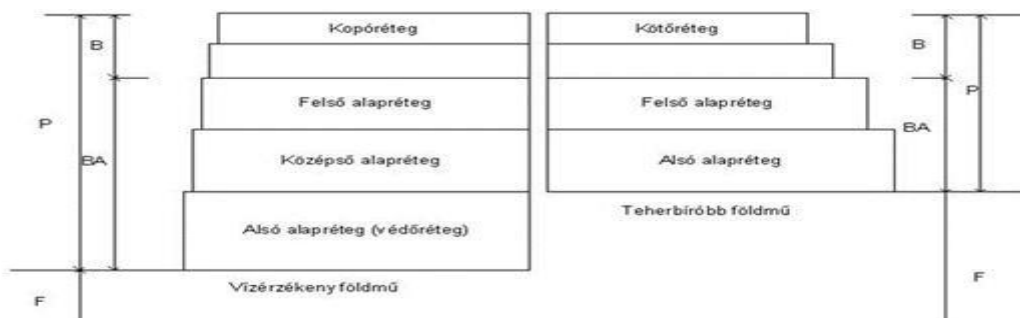 Kopóréteg
Kötőréteg
B
B
Felső alapréteg
Felső alapréteg
P
P
BA
BA
Középső alapréteg
Alsó alapréteg
Teherbíróbb földmű
Alsó alapréteg (védőréteg)
Vízérzékeny földmű
F
F